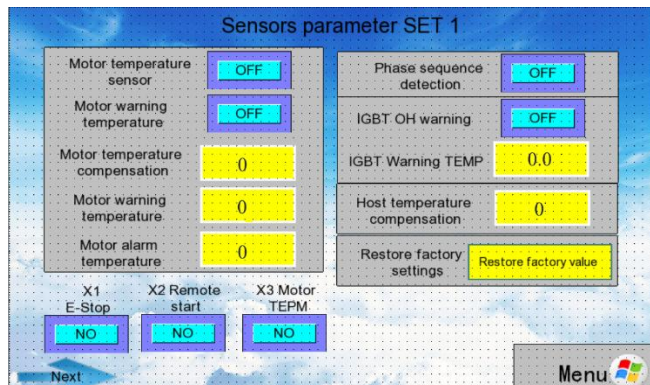 Sensors parameter SET 1
Motor temperature
sensor
OFF
Motor warning
temperature
OFF
Motor temperature
compensation
0
Motor warning
temperature
0
Motor alarm
temperature
0
Phase sequence
detection
OFF
IGBT OH warning
OFF
IGBT Warning TEMP
0.0
Host temperature
compensation
0
Restore factory
settings
Restore factory value
X1
E-Stop
NO
X2 Remote
start
NO
X3 Motor
TEPM
NO
Next
Menu